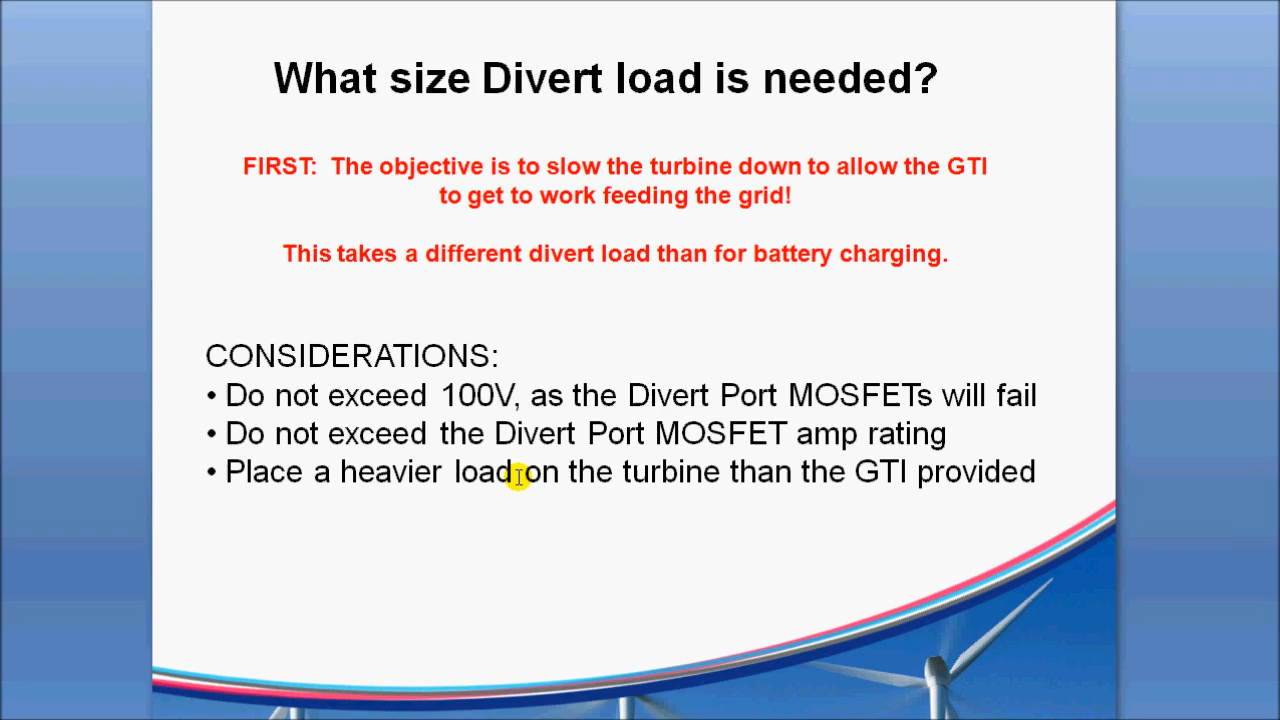 What size Divert load is needed?
FIRST:  The objective is to slow the turbine down to allow the GTI
to get to work feeding the grid!
This takes a different divert load than for battery charging.
CONSIDERATIONS:
• Do not exceed 100V, as the Divert Port MOSFETs will fail
• Do not exceed the Divert Port MOSFET amp rating
• Place a heavier load on the turbine than the GTI provided